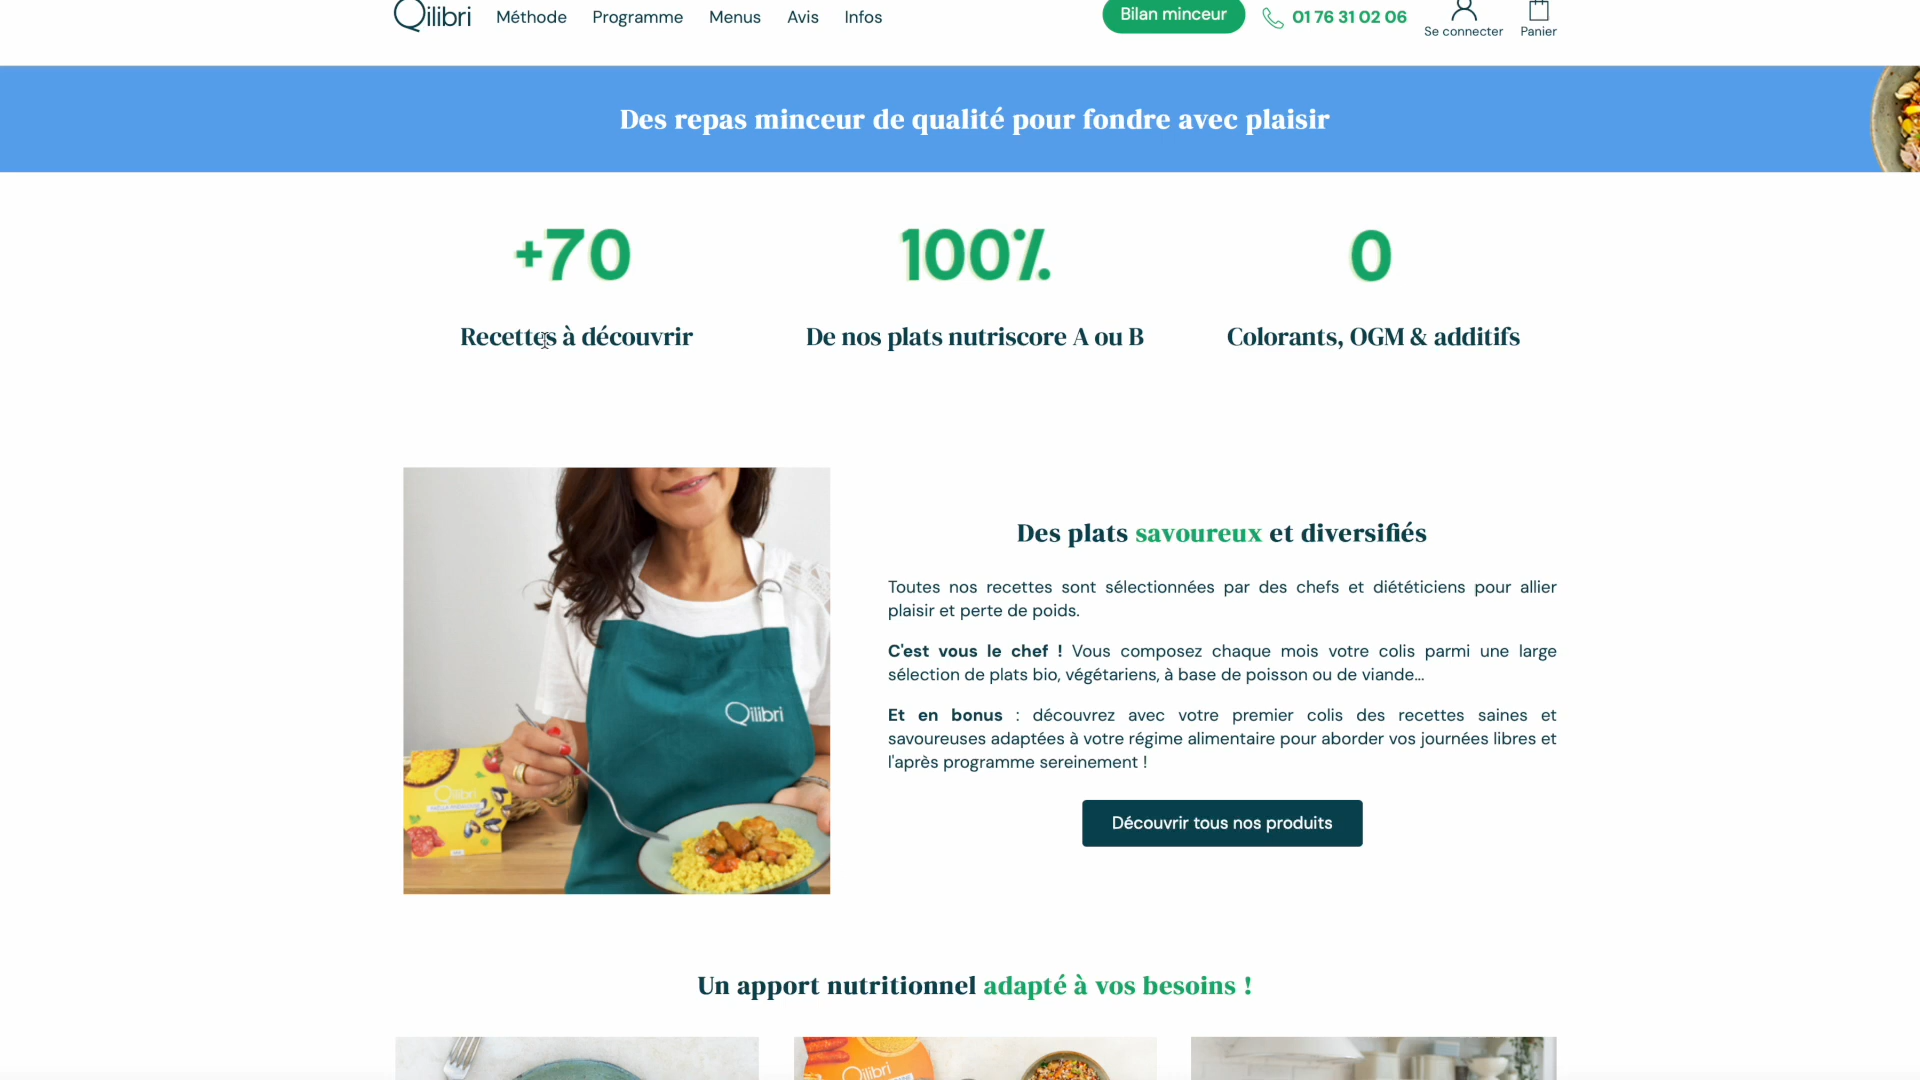 Qilibri Méthode Programme Menus Avis Infos Bilan minceur 01 76 31 02 06 Se connecter Panier
Des repas minceur de qualité pour fondre avec plaisir
+70 100% 0
Recettes à découvrir De nos plats nutriscore A ou B Colorants, OGM & additifs
Des plats savoureux et diversifiés
Toutes nos recettes sont sélectionnées par des chefs et diététiciens pour allier
plaisir et perte de poids.
C'est vous le chef ! Vous composez chaque mois votre colis parmi une large
sélection de plats bio, végétariens, à base de poisson ou de viande...
Et en bonus : découvrez avec votre premier colis des recettes saines et
savoureuses adaptées à votre régime alimentaire pour aborder vos journées libres et
l'après programme sereinement !
Découvrir tous nos produits
Qilibri
Qilibri
Un apport nutritionnel adapté à vos besoins !
Qilibri